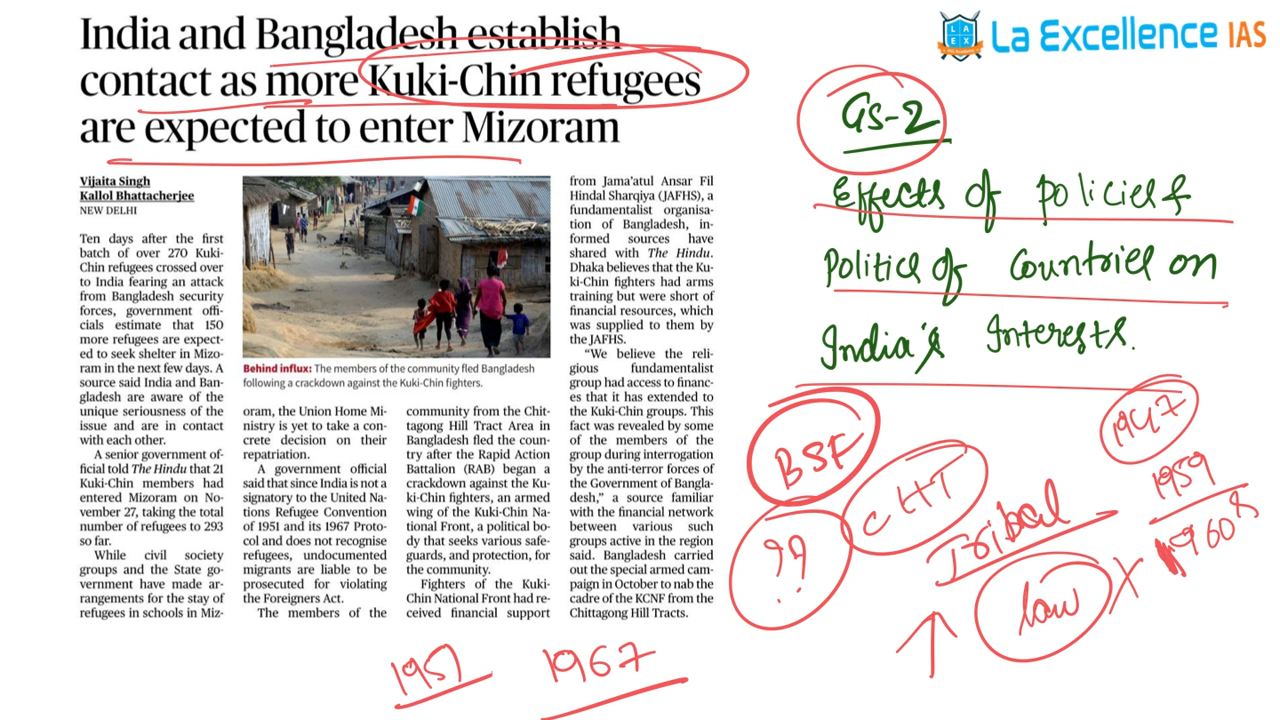 India and Bangladesh establish
contact as more Kuki-Chin refugees
are expected to enter Mizoram
Vijaita Singh
Kallol Bhattacherjee
NEW DELHI
Ten days after the first
batch of over 270 Kuki-
Chin refugees crossed over
to India fearing an attack
from Bangladesh security
forces, government offi-
cials estimate that 150
more refugees are expect-
ed to seek shelter in Mizo-
ram in the next few days. A
source said India and Ban-
gladesh are aware of the
unique seriousness of the
issue and are in contact
with each other.
A senior government of-
ficial told The Hindu that 21
Kuki-Chin members had
entered Mizoram on No-
vember 27, taking the total
number of refugees to 293
so far.
While civil society
groups and the State go-
vernment have made ar-
rangements for the stay of
refugees in schools in Miz-
Behind influx: The members of the community fled Bangladesh
following a crackdown against the Kuki-Chin fighters.
oram, the Union Home Mi-
nistry is yet to take a con-
crete decision on their
repatriation.
A government official
said that since India is not a
signatory to the United Na-
tions Refugee Convention
of 1951 and its 1967 Proto-
col and does not recognise
refugees, undocumented
migrants are liable to be
prosecuted for violating
the Foreigners Act.
The members of the
community from the Chit-
tagong Hill Tract Area in
Bangladesh fled the coun-
try after the Rapid Action
Battalion (RAB) began a
crackdown against the Ku-
ki-Chin fighters, an armed
wing of the Kuki-Chin Na-
tional Front, a political bo-
dy that seeks various safe-
guards, and protection, for
the community.
Fighters of the Kuki-
Chin National Front had re-
ceived financial support
from Jama'atul Ansar Fil
Hindal Sharqiya (JAFHS), a
fundamentalist organisa-
tion of Bangladesh, in-
formed sources have
shared with The Hindu.
Dhaka believes that the Ku-
ki-Chin fighters had arms
training but were short of
financial resources, which
was supplied to them by
the JAFHS.
"We believe the reli-
gious fundamentalist
group had access to financ-
es that it has extended to
the Kuki-Chin groups. This
fact was revealed by some
of the members of the
group during interrogation
by the anti-terror forces of
the Government of Bangla-
desh," a source familiar
with the financial network
between various such
groups active in the region
said. Bangladesh carried
out the special armed cam-
paign in October to nab the
cadre of the KCNF from the
Chittagong Hill Tracts.
La Excellence IAS
GS-2
Effects of policies &
Politics of Countries on
India's Interests.
BSF
CHT
??
Tribal
law
1947
1959
1960s
1951
1967